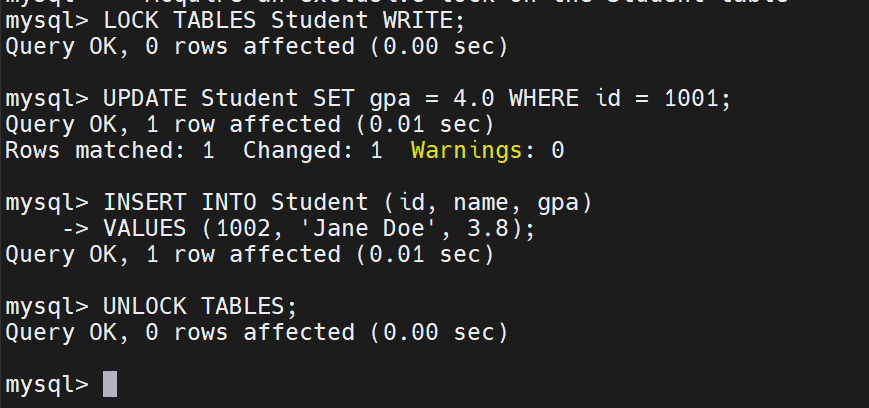 mysql> LOCK TABLES Student WRITE;
Query OK, 0 rows affected (0.00 sec)
mysql> UPDATE Student SET gpa = 4.0 WHERE id = 1001;
Query OK, 1 row affected (0.01 sec)
Rows matched: 1  Changed: 1  Warnings: 0
mysql> INSERT INTO Student (id, name, gpa)
    -> VALUES (1002, 'Jane Doe', 3.8);
Query OK, 1 row affected (0.01 sec)
mysql> UNLOCK TABLES;
Query OK, 0 rows affected (0.00 sec)
mysql>